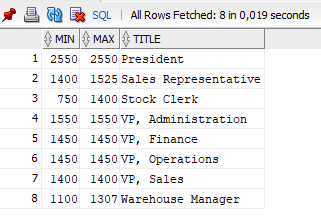 SQL | All Rows Fetched: 8 in 0,019 seconds
MIN MAX TITLE
1 2550 2550 President
2 1400 1525 Sales Representative
3 750 1400 Stock Clerk
4 1550 1550 VP, Administration
5 1450 1450 VP, Finance
6 1450 1450 VP, Operations
7 1400 1400 VP, Sales
8 1100 1307 Warehouse Manager